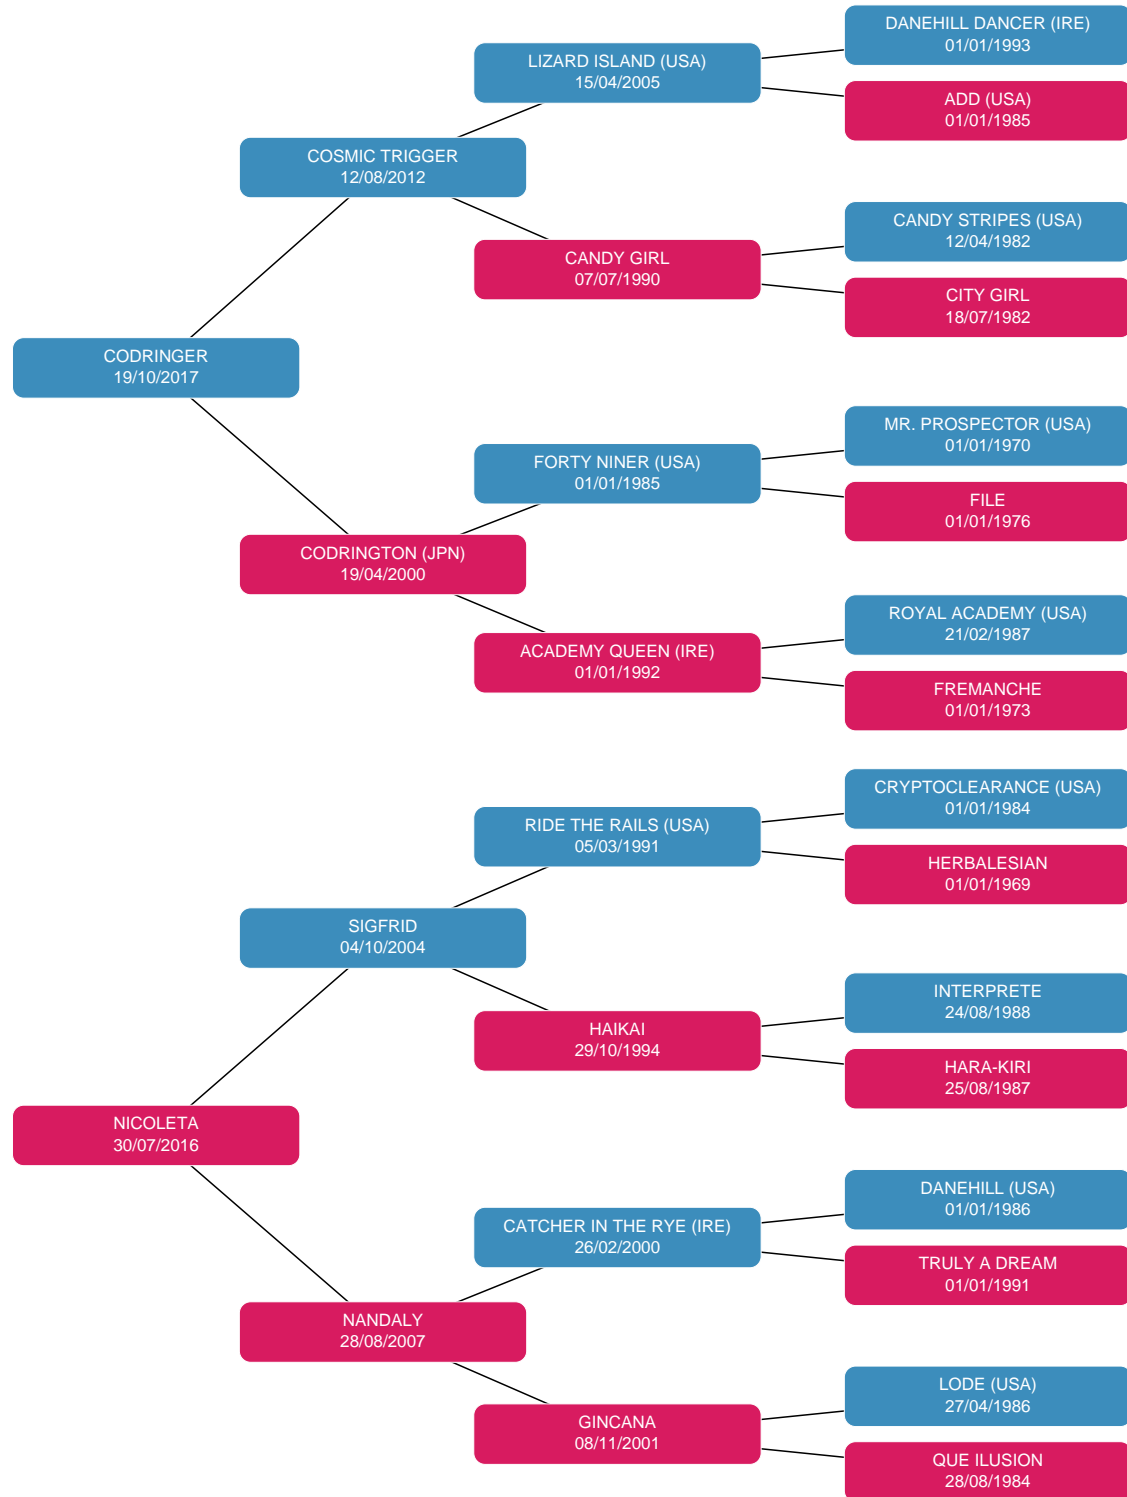 DANEHILL DANCER (IRE)
01/01/1993
LIZARD ISLAND (USA)
15/04/2005
ADD (USA)
01/01/1985
COSMIC TRIGGER
12/08/2012
CANDY STRIPES (USA)
12/04/1982
CANDY GIRL
07/07/1990
CITY GIRL
18/07/1982
CODRINGER
19/10/2017
MR. PROSPECTOR (USA)
01/01/1970
FORTY NINER (USA)
01/01/1985
FILE
01/01/1976
CODRINGTON (JPN)
19/04/2000
ROYAL ACADEMY (USA)
21/02/1987
ACADEMY QUEEN (IRE)
01/01/1992
FREMANCHE
01/01/1973
CRYPTOCLEARANCE (USA)
01/01/1984
RIDE THE RAILS (USA)
05/03/1991
HERBALESIAN
01/01/1969
SIGFRID
04/10/2004
INTERPRETE
24/08/1988
HAIKAI
29/10/1994
HARA-KIRI
25/08/1987
NICOLETA
30/07/2016
DANEHILL (USA)
01/01/1986
CATCHER IN THE RYE (IRE)
26/02/2000
TRULY A DREAM
01/01/1991
NANDALY
28/08/2007
LODE (USA)
27/04/1986
GINCANA
08/11/2001
QUE ILUSION
28/08/1984